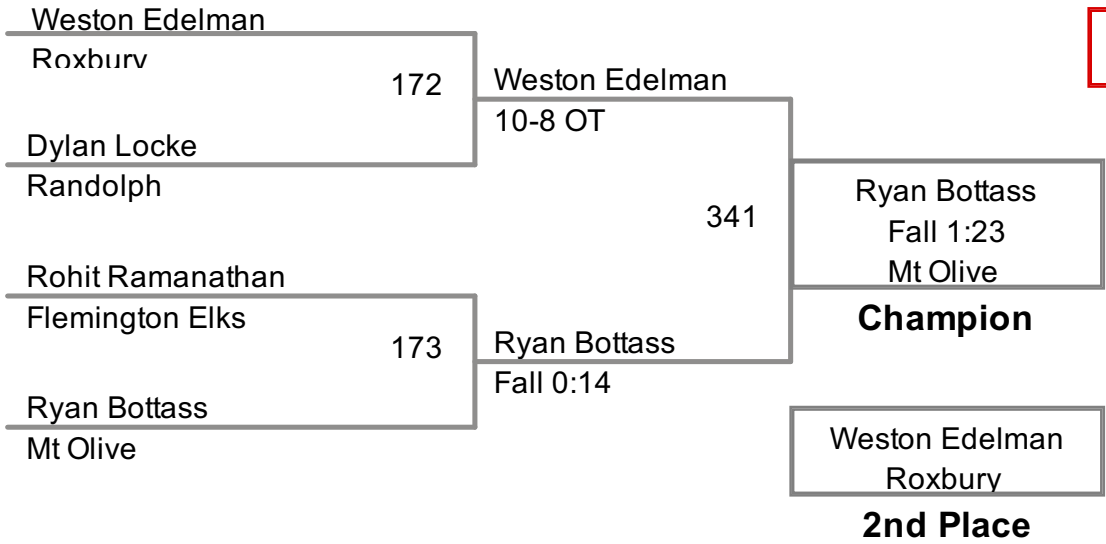 Weston Edelman
Roxbury
172
Dylan Locke
Randolph
Weston Edelman
10-8 OT
Rohit Ramanathan
Flemington Elks
173
Ryan Bottass
Mt Olive
Ryan Bottass
Fall 0:14
341
Ryan Bottass
Fall 1:23
Mt Olive
Champion
Weston Edelman
Roxbury
2nd Place